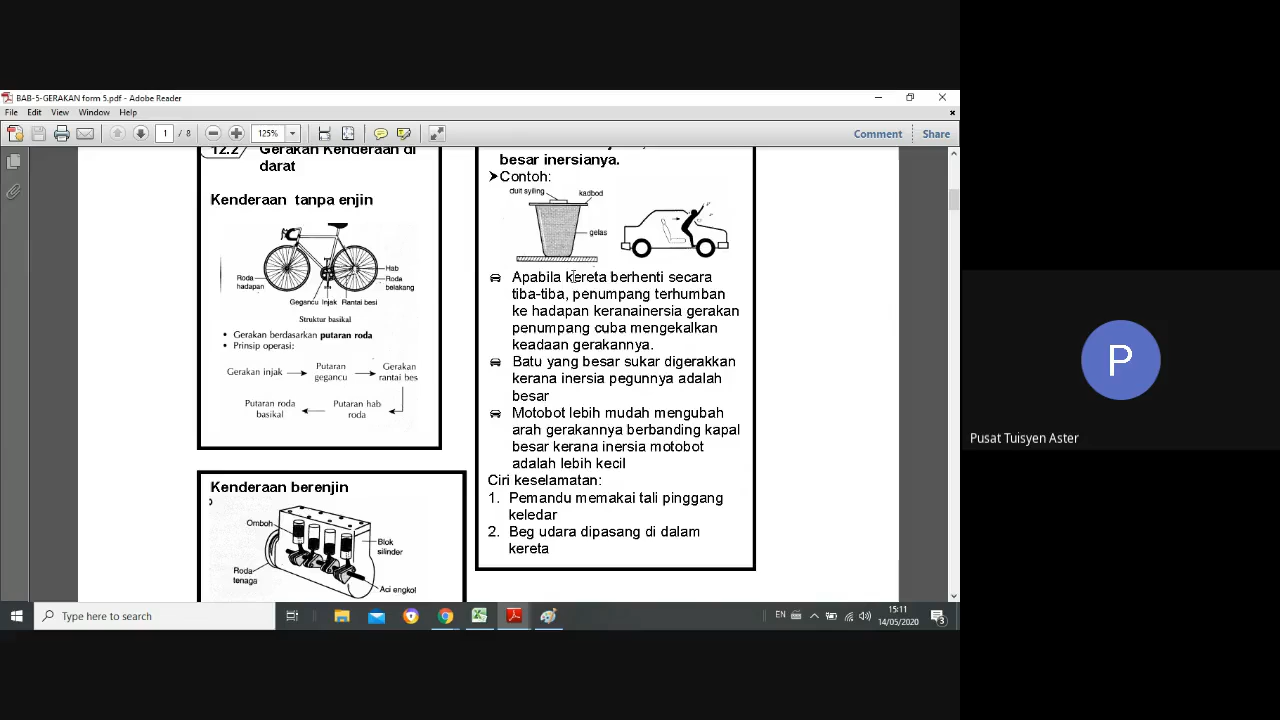 BAB-5-GERAKAN form 5.pdf - Adobe Reader
File Edit View Window Help
1 / 8
125%
Comment Share
12.2 Gerakan Kenderaan di
darat
Kenderaan tanpa enjin
Roda
hadapan
Hab
Roda
belakang
Gegancu Injak Rantai besi
Struktur basikal
• Gerakan berdasarkan putaran roda
• Prinsip operasi:
Gerakan injak
Putaran
gegancu
Gerakan
rantai bes
Putaran roda
basikal
Putaran hab
roda
Kenderaan berenjin
Omboh
Blok
silinder
Roda
tenaga
Aci engkol
besar inersianya.
➤Contoh:
duit syiling
kadbod
gelas
Apabila kereta berhenti secara
tiba-tiba, penumpang terhumban
ke hadapan keranainersia gerakan
penumpang cuba mengekalkan
keadaan gerakannya.
Batu yang besar sukar digerakkan
kerana inersia pegunnya adalah
besar
Motobot lebih mudah mengubah
arah gerakannya berbanding kapal
besar kerana inersia motobot
adalah lebih kecil
Ciri keselamatan:
1. Pemandu memakai tali pinggang
keledar
2. Beg udara dipasang di dalam
kereta
P
Pusat Tuisyen Aster
Type here to search
EN
15:11
14/05/2020
3